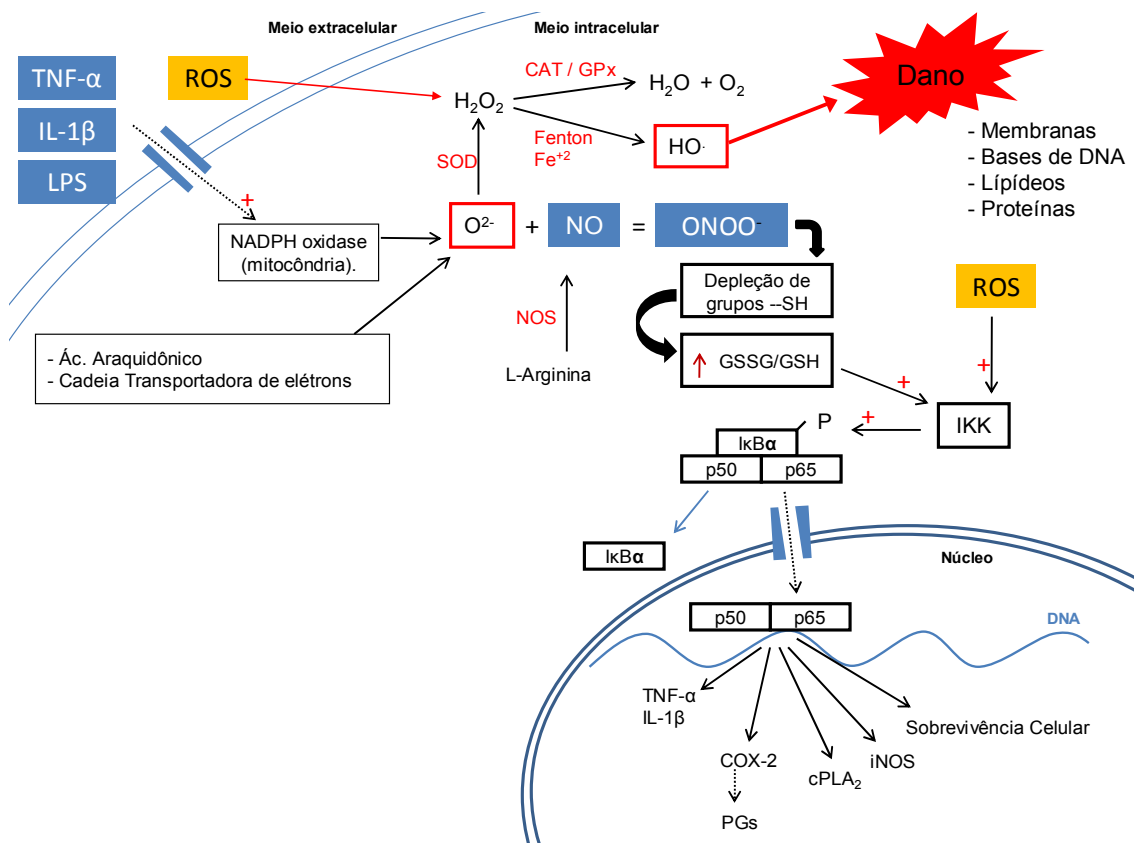 Meio extracelular
Meio intracelular
TNF-α
IL-1β
LPS
ROS
CAT / GPx
H₂O₂
H₂O + O₂
Dano
Fenton
Fe⁺²
HO·
- Membranas
- Bases de DNA
- Lípídeos
- Proteínas
SOD
+
NADPH oxidase
(mitocôndria).
O²⁻ + NO = ONOO⁻
Depleção de
grupos --SH
ROS
NOS
- Ác. Araquidônico
- Cadeia Transportadora de elétrons
L-Arginina
GSSG/GSH
+
+
IKK
+
P
IκBα
p50 p65
IκBα
Núcleo
p50 p65
DNA
TNF-α
IL-1β
COX-2
PGs
cPLA₂
iNOS
Sobrevivência Celular